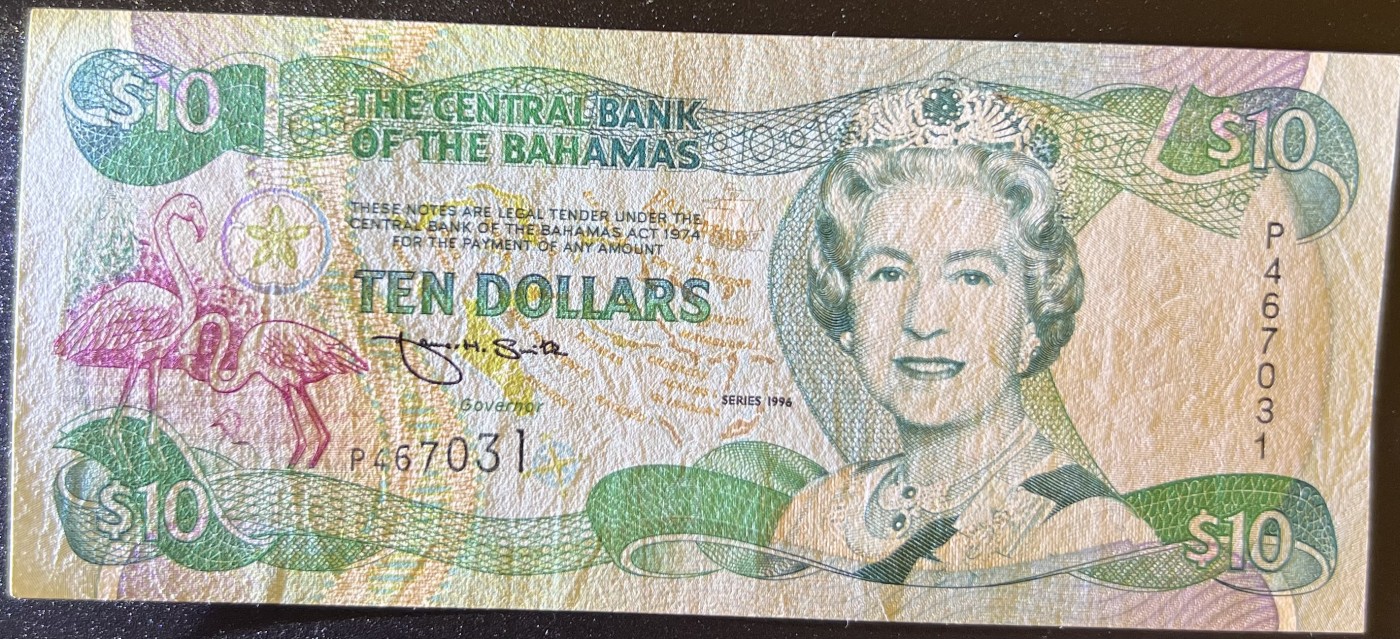 $10
$10
THE CENTRAL BANK
OF THE BAHAMAS
THESE NOTES ARE LEGAL TENDER UNDER THE
CENTRAL BANK OF THE BAHAMAS ACT 1974
FOR THE PAYMENT OF ANY AMOUNT
TEN DOLLARS
Governor
SERIES 1996
P467031
P467031
$10
$10